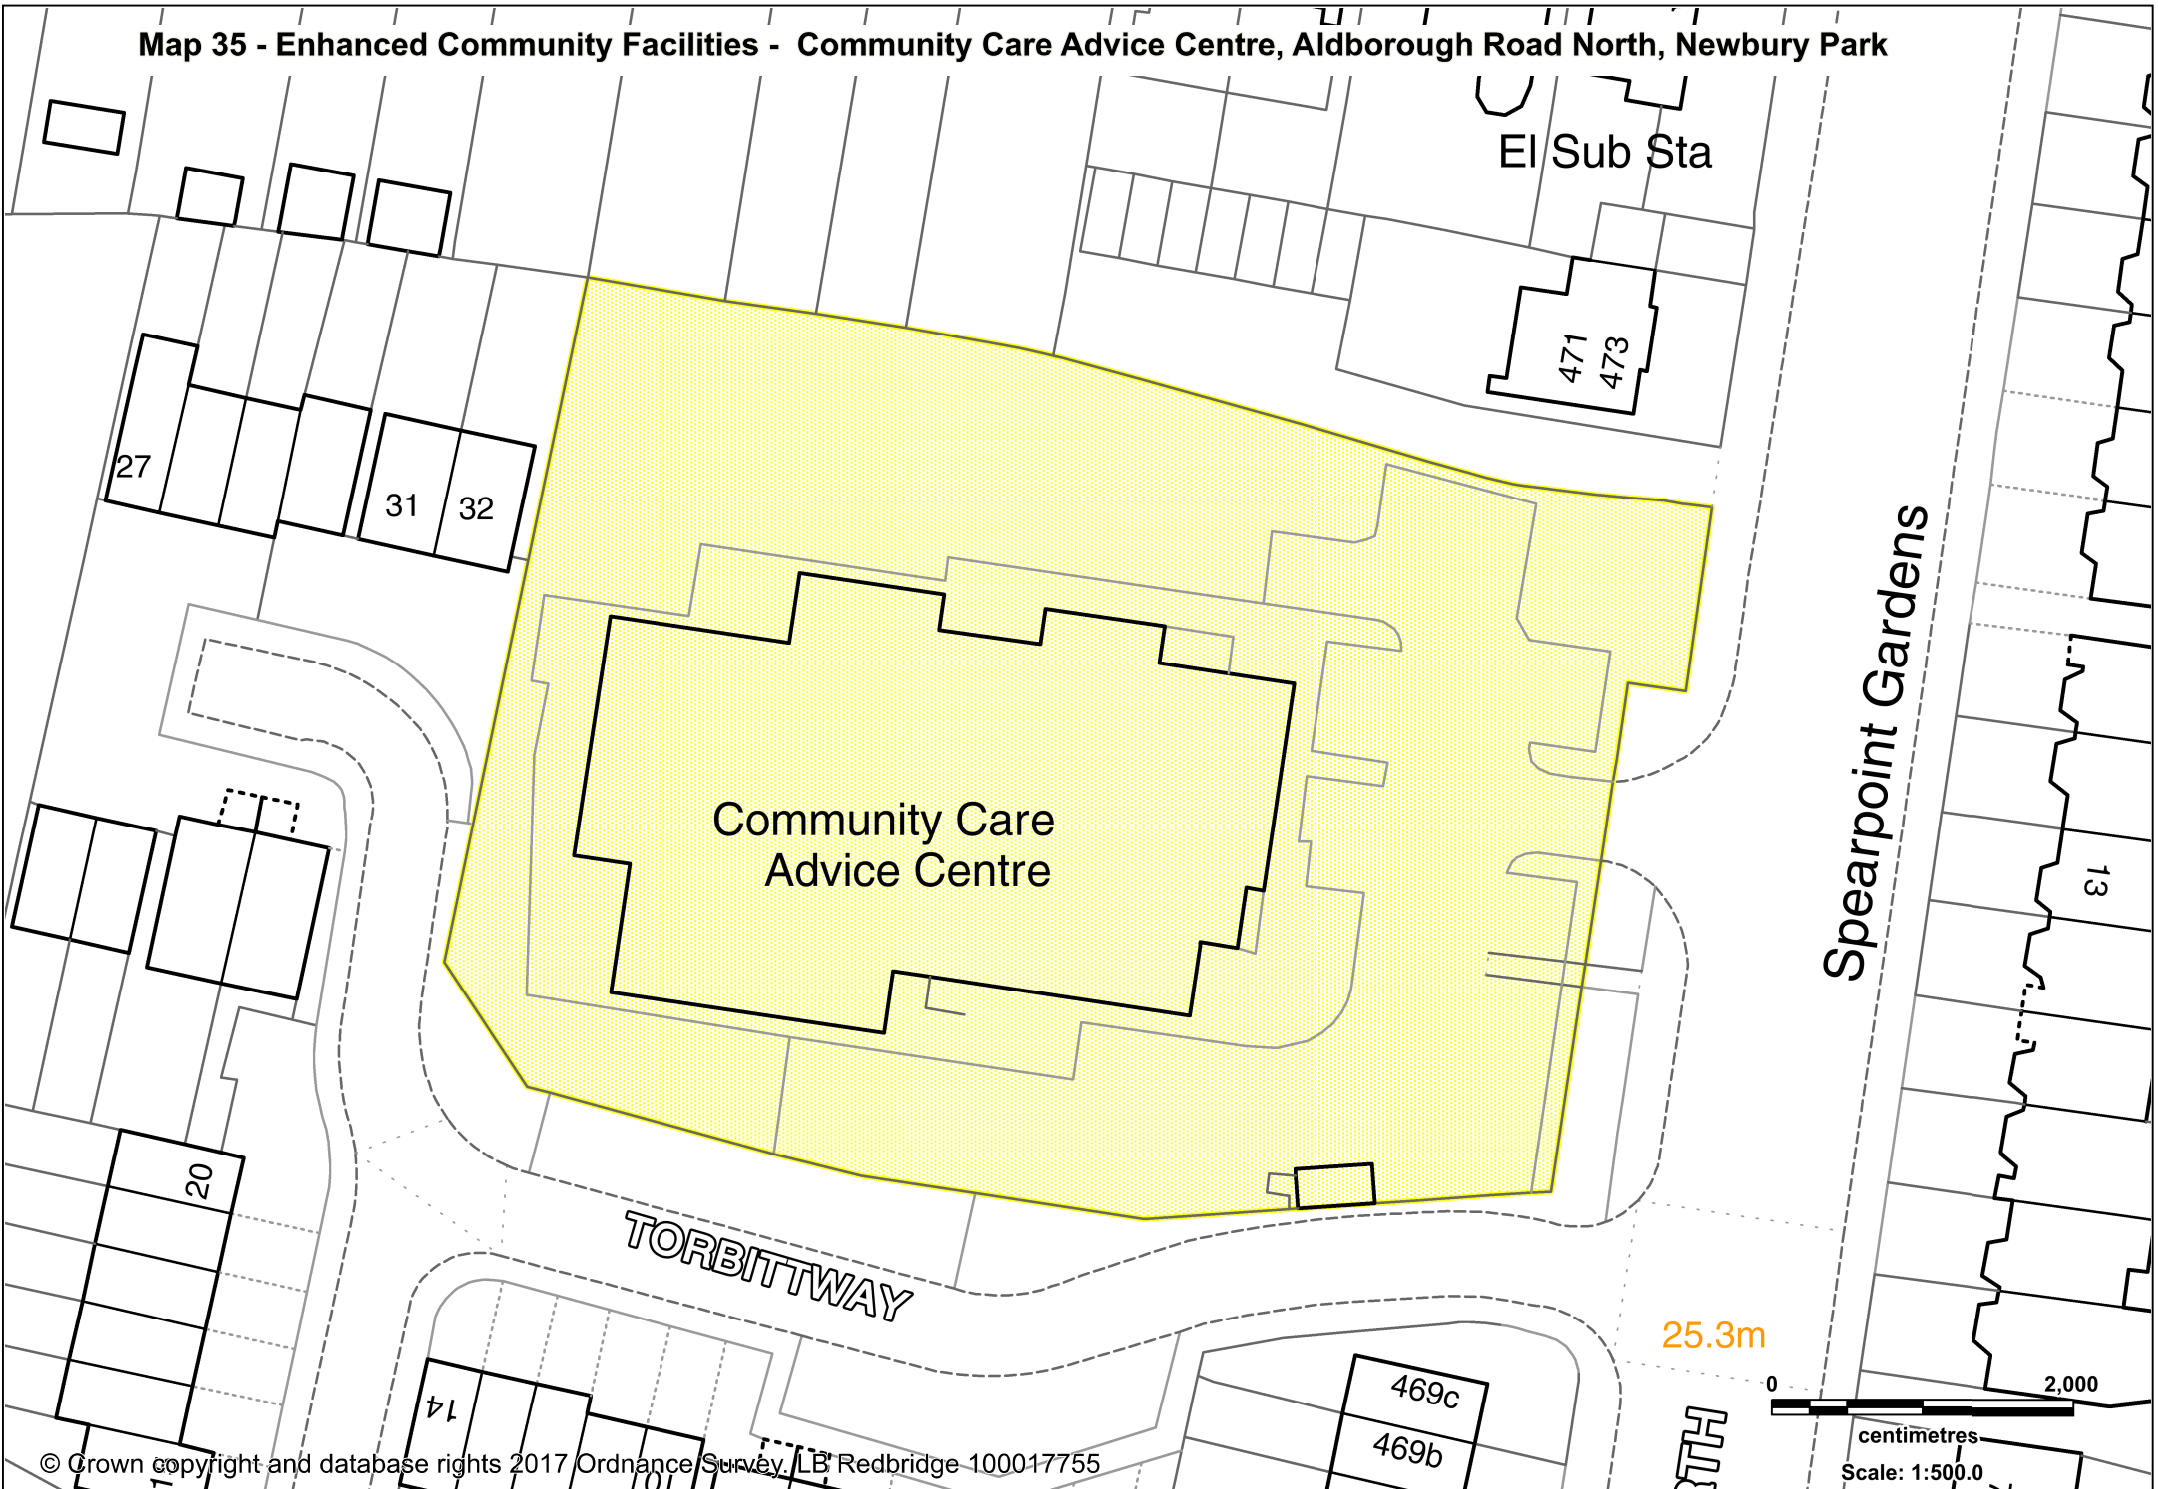 Map 35 - Enhanced Community Facilities - Community Care Advice Centre, Aldborough Road North, Newbury Park
El Sub Sta
471
473
27
31
32
Spearpoint Gardens
Community Care
Advice Centre
13
20
TORBITTWAY
25.3m
0 2,000
centimetres
Scale: 1:500.0
14
469c
469b
© Crown copyright and database rights 2017 Ordnance Survey. LB Redbridge 100017755